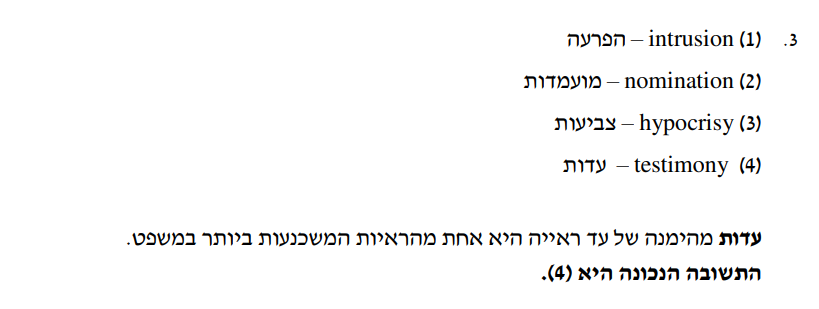 3. (1) intrusion – הפרעה
(2) nomination – מועמדות
(3) hypocrisy – צביעות
(4) testimony – עדות
עדות מהימנה של עד ראייה היא אחת מהראיות המשכנעות ביותר במשפט.
התשובה הנכונה היא (4).